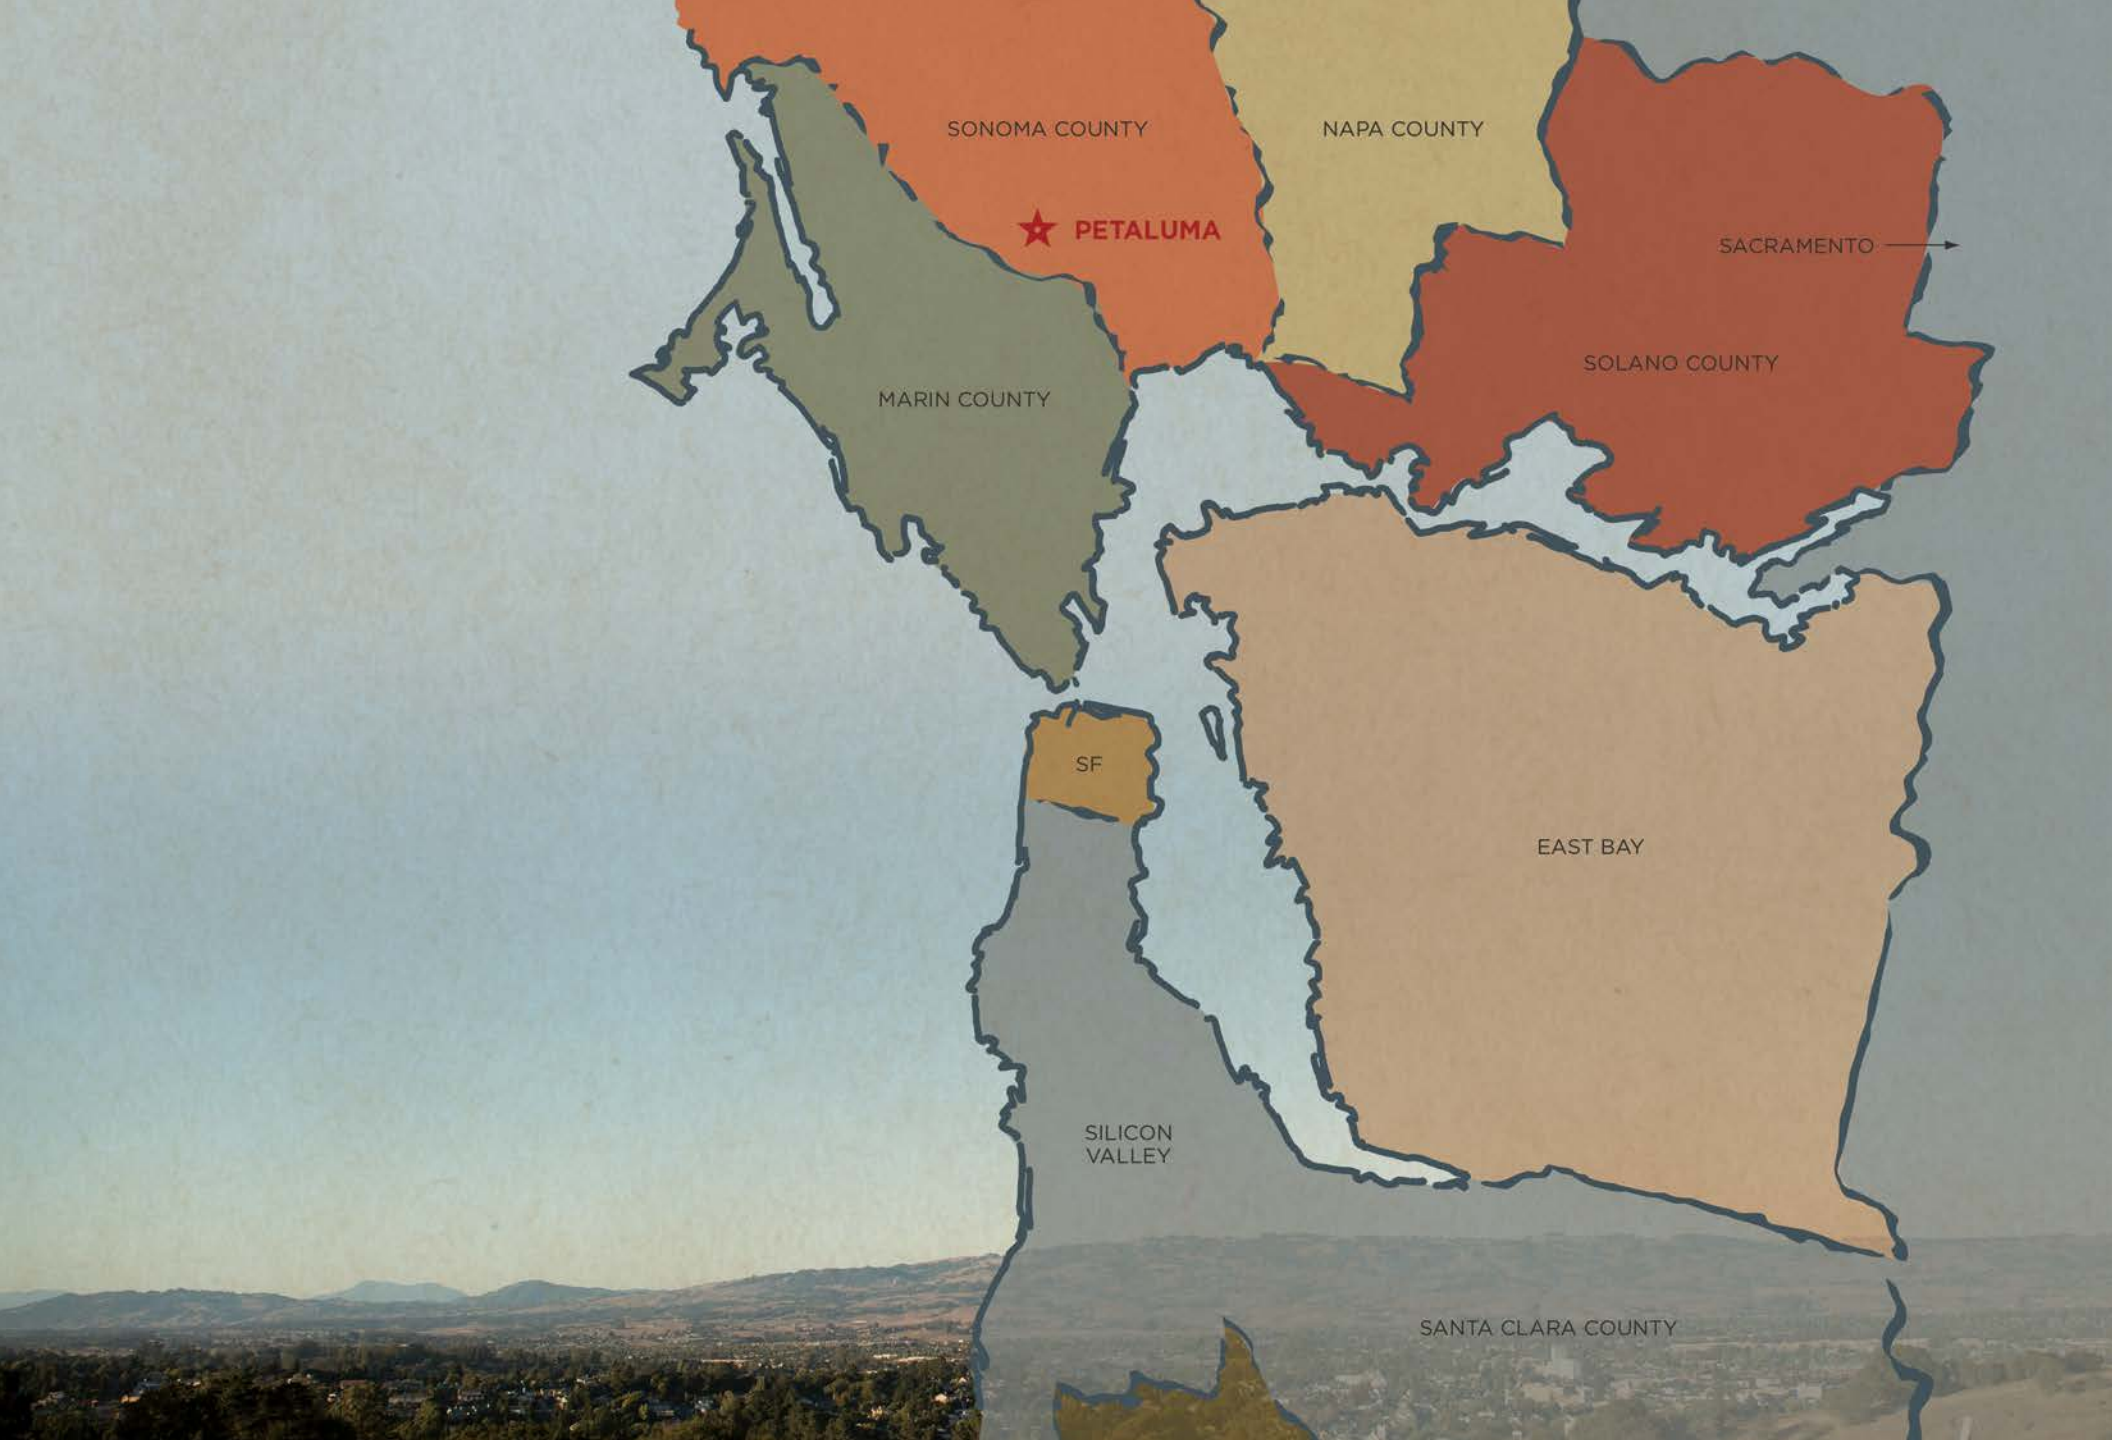 SONOMA COUNTY
NAPA COUNTY
PETALUMA
SACRAMENTO
SOLANO COUNTY
MARIN COUNTY
SF
EAST BAY
SILICON
VALLEY
SANTA CLARA COUNTY